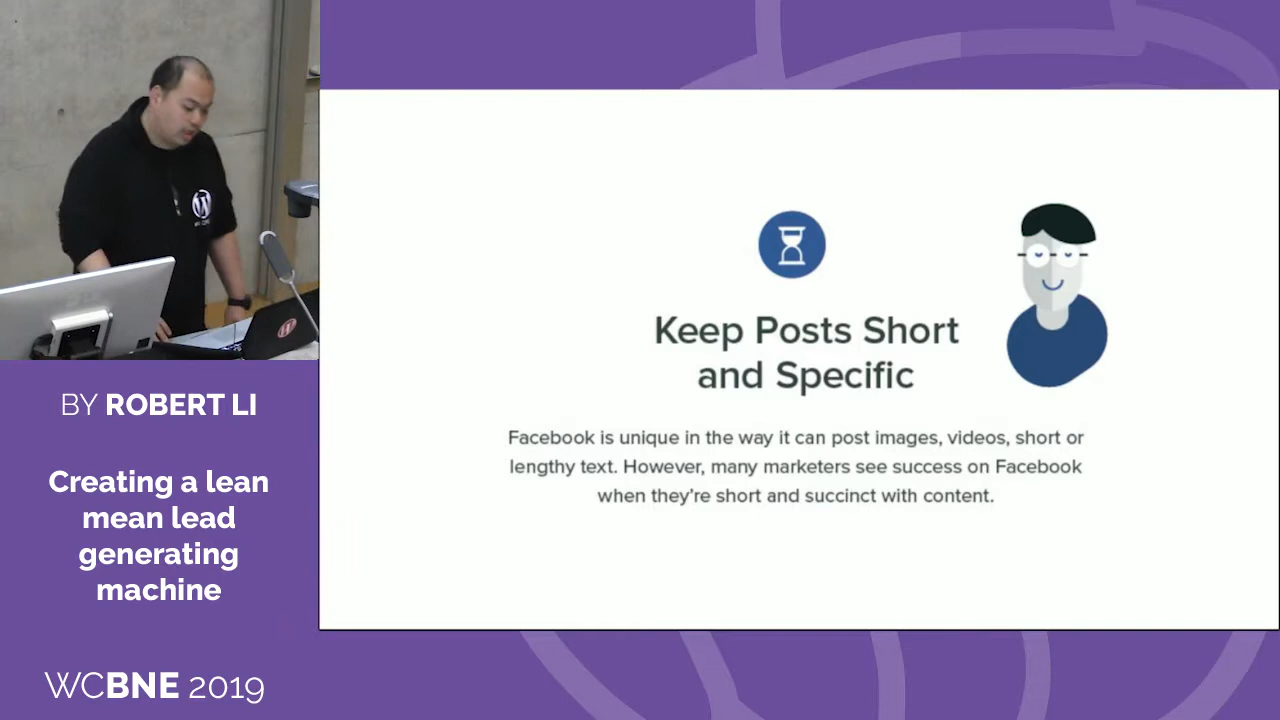 BY ROBERT LI
Creating a lean
mean lead
generating
machine
WCBNE 2019
Keep Posts Short
and Specific
Facebook is unique in the way it can post images, videos, short or
lengthy text. However, many marketers see success on Facebook
when they're short and succinct with content.